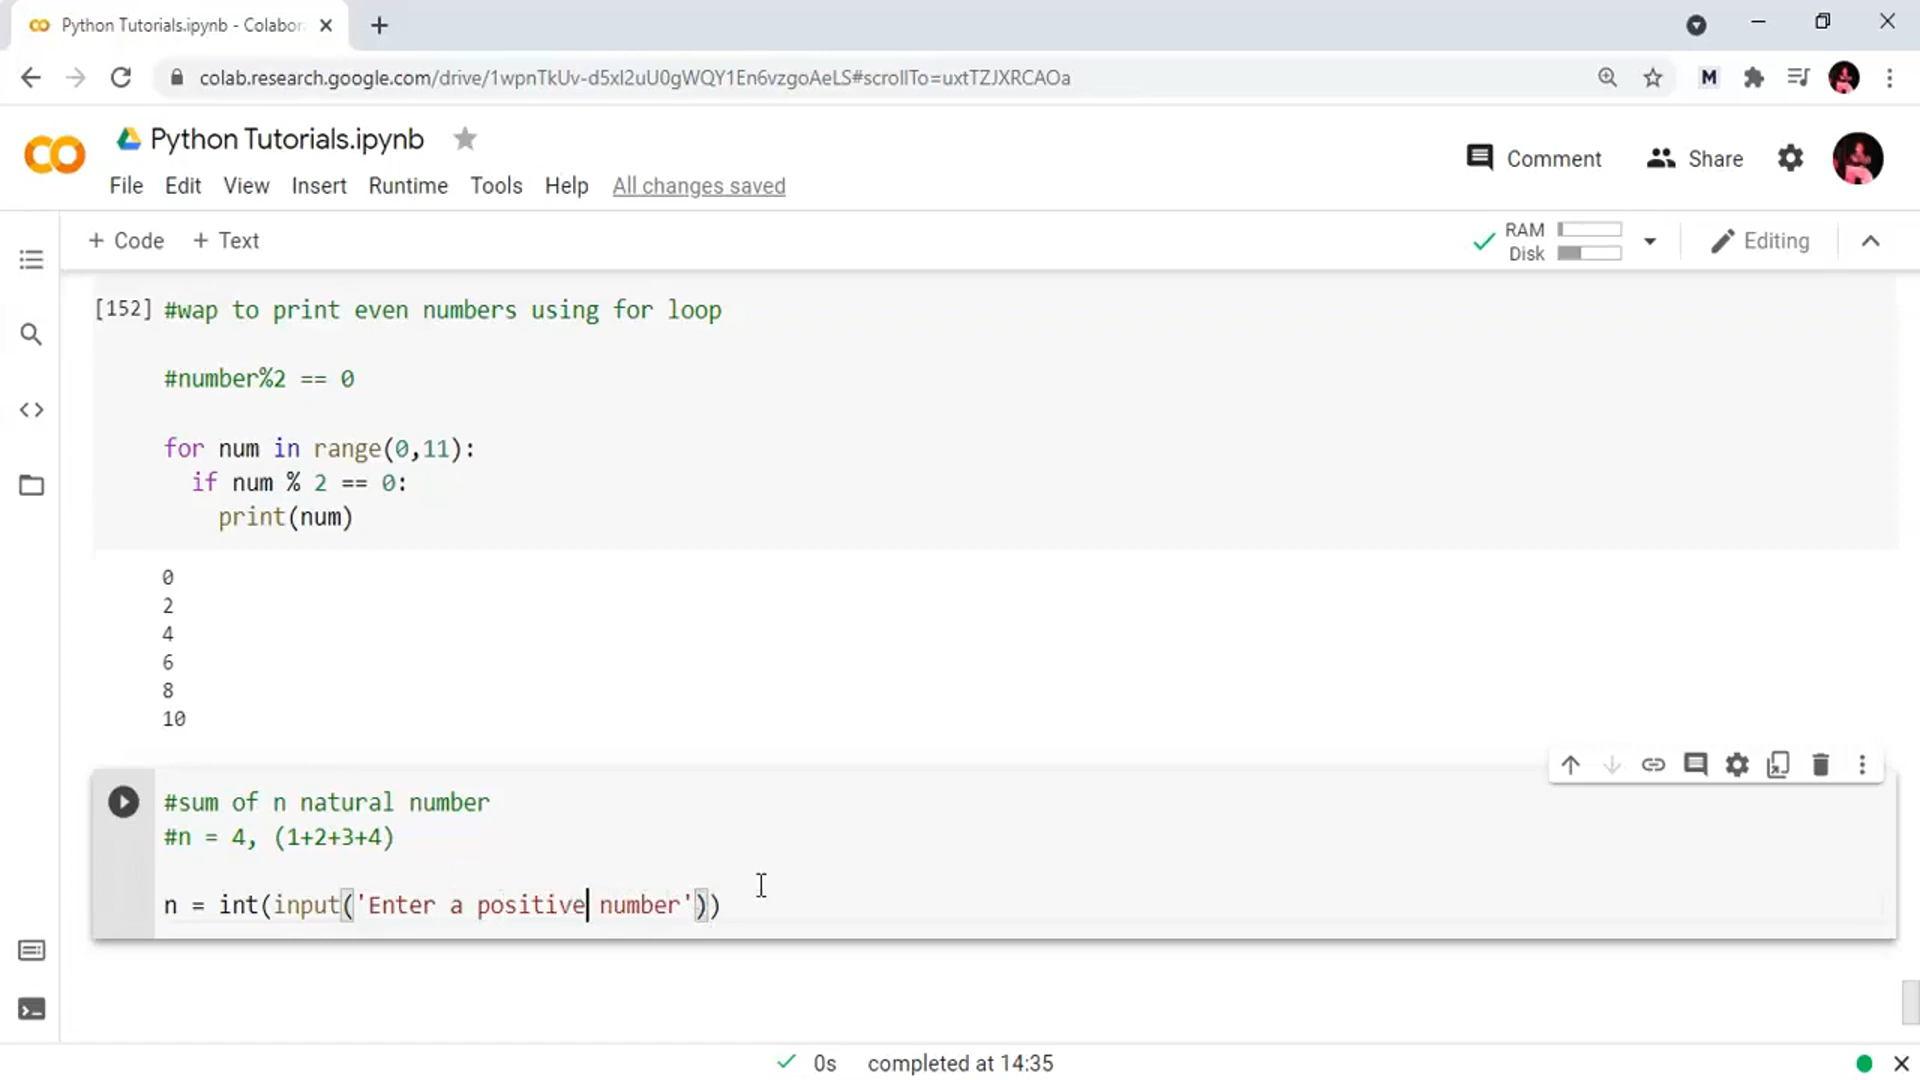 Python Tutorials.ipynb - Colabor
colab.research.google.com/drive/1wpnTkUv-d5xl2uU0gWQY1En6vzgoAeLS#scrollTo=uxtTZJXRCAOa
M
Python Tutorials.ipynb
Comment
Share
File Edit View Insert Runtime Tools Help All changes saved
+ Code + Text
RAM
Disk
Editing
[152] #wap to print even numbers using for loop
#number%2 == 0
for num in range(0,11):
if num % 2 == 0:
print(num)
0
2
4
6
8
10
#sum of n natural number
#n = 4, (1+2+3+4)
n = int(input('Enter a positive number'))
0s completed at 14:35